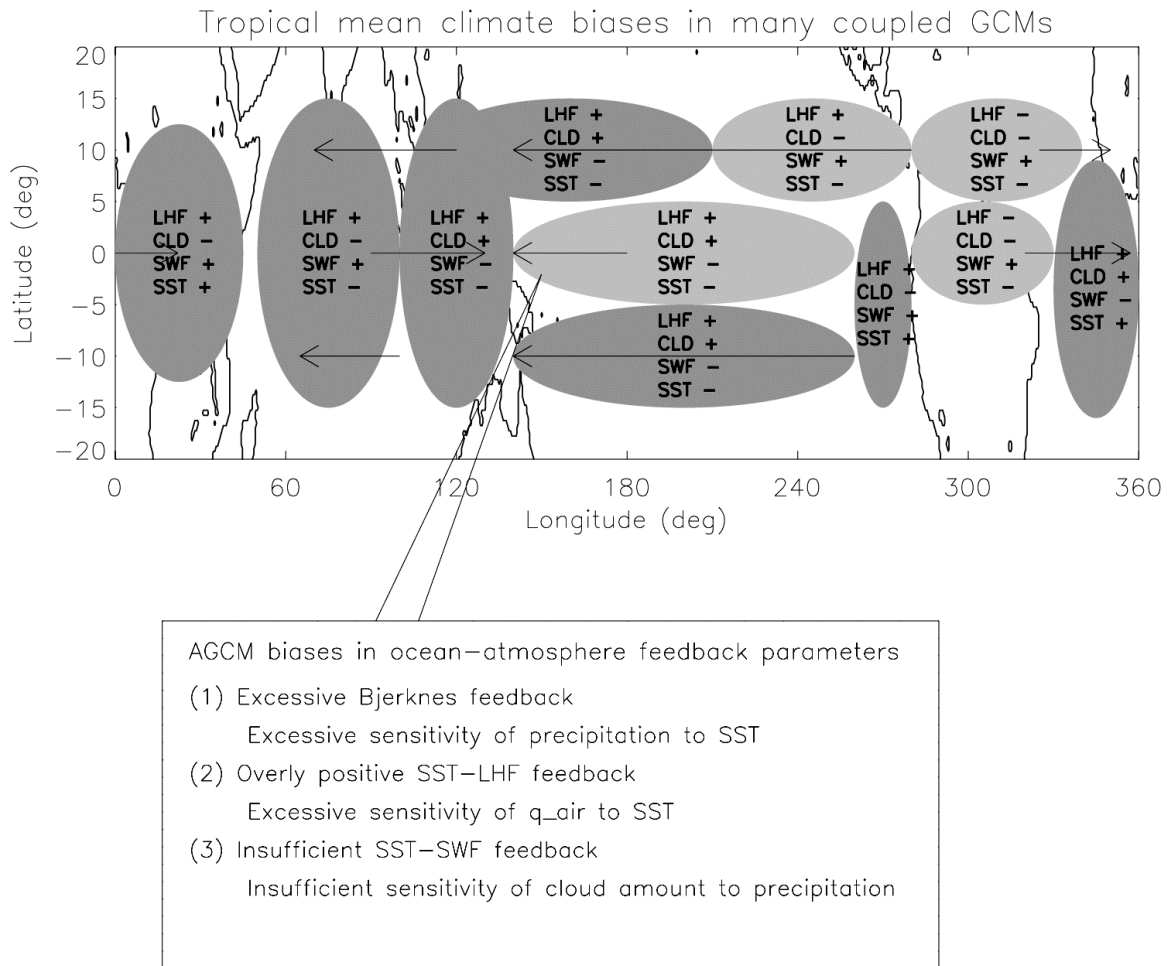 Tropical mean climate biases in many coupled GCMs
20
15
10
5
0
-5
-10
-15
-20
Latitude (deg)
LHF +
CLD -
SWF +
SST +
LHF +
CLD -
SWF +
SST -
LHF +
CLD +
SWF -
SST -
LHF +
CLD +
SWF -
SST -
LHF +
CLD -
SWF +
SST -
LHF -
CLD -
SWF +
SST -
LHF +
CLD +
SWF -
SST -
LHF +
CLD +
SWF -
SST -
LHF +
CLD -
SWF +
SST +
LHF -
CLD -
SWF +
SST -
LHF +
CLD +
SWF -
SST +
0
60
120
180
240
300
360
Longitude (deg)
AGCM biases in ocean-atmosphere feedback parameters
(1) Excessive Bjerknes feedback
Excessive sensitivity of precipitation to SST
(2) Overly positive SST-LHF feedback
Excessive sensitivity of q_air to SST
(3) Insufficient SST-SWF feedback
Insufficient sensitivity of cloud amount to precipitation